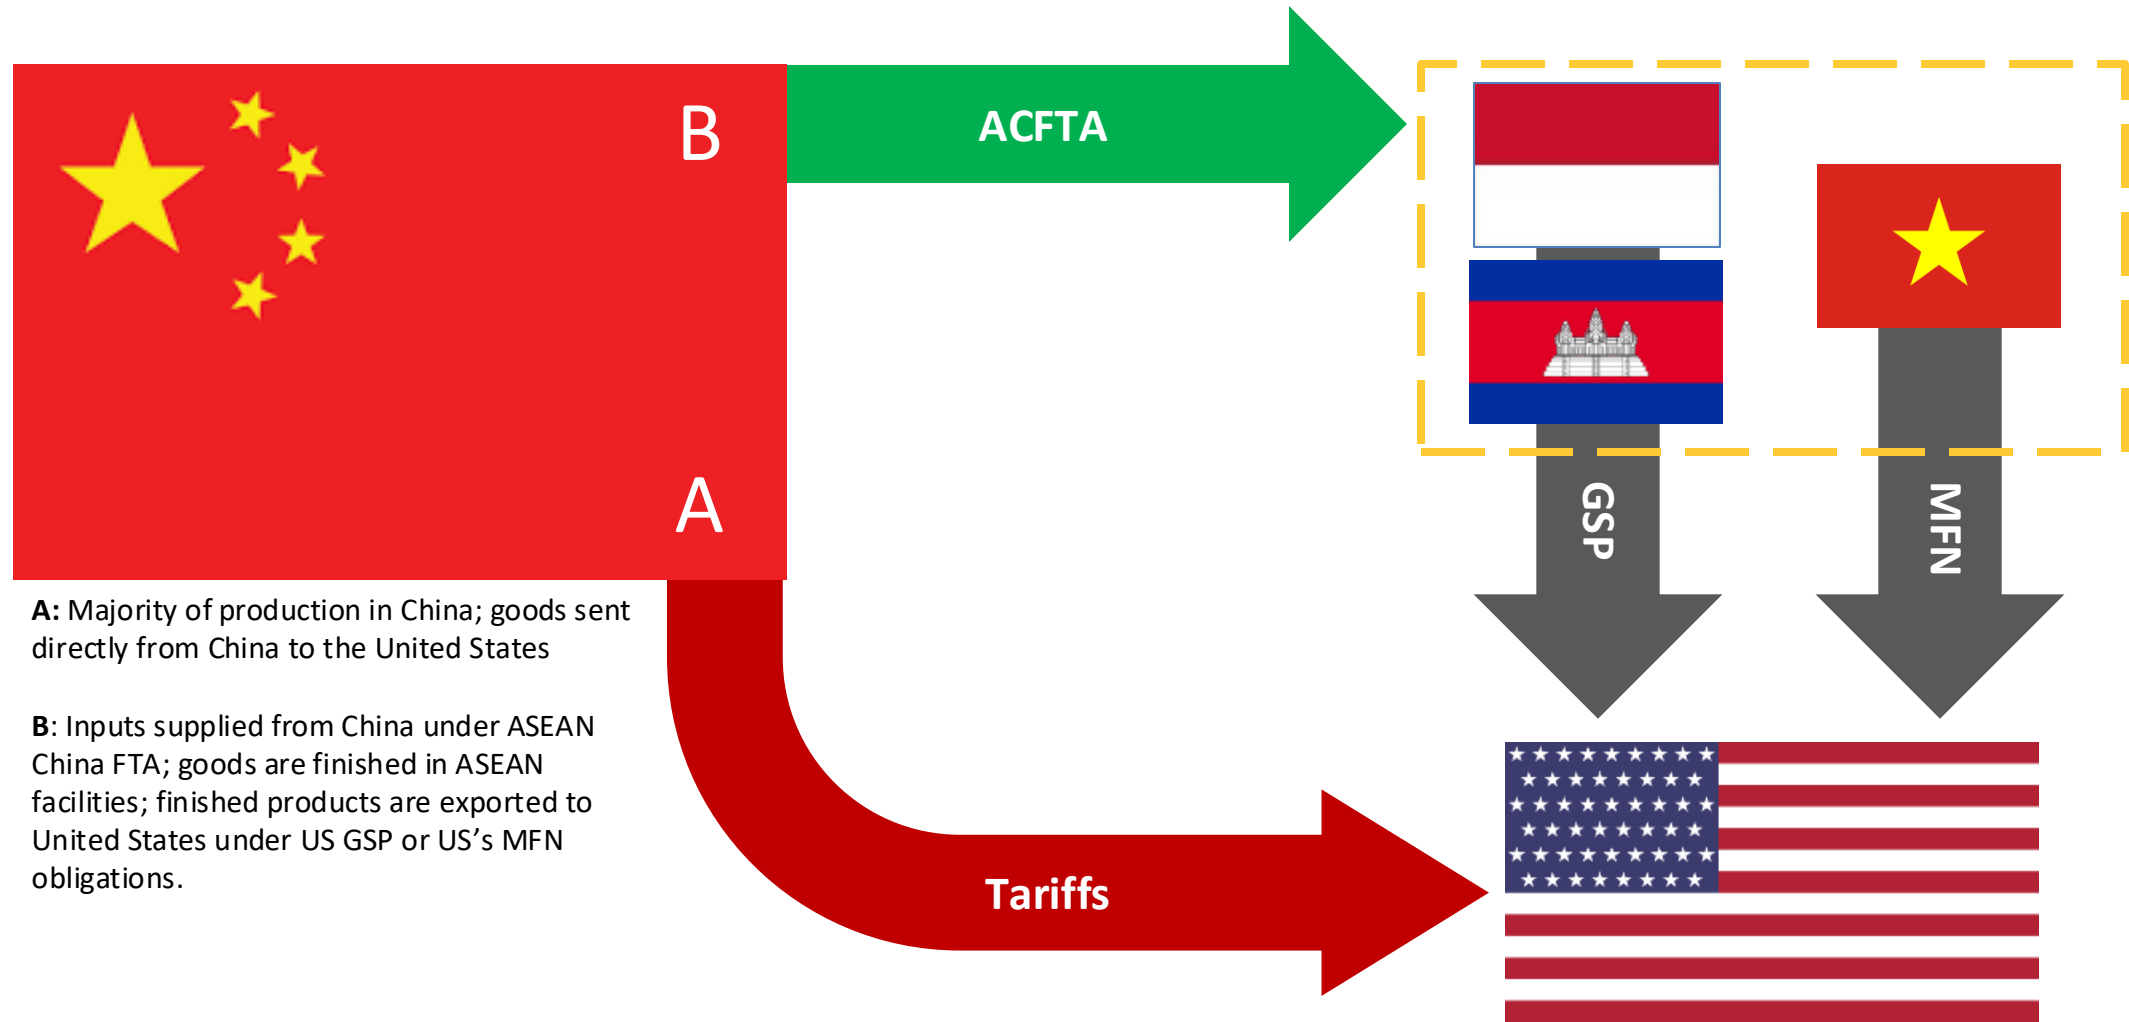 B
ACFTA
A
GSP
MFN
A: Majority of production in China; goods sent
directly from China to the United States
B: Inputs supplied from China under ASEAN
China FTA; goods are finished in ASEAN
facilities; finished products are exported to
United States under US GSP or US’s MFN
obligations.
Tariffs